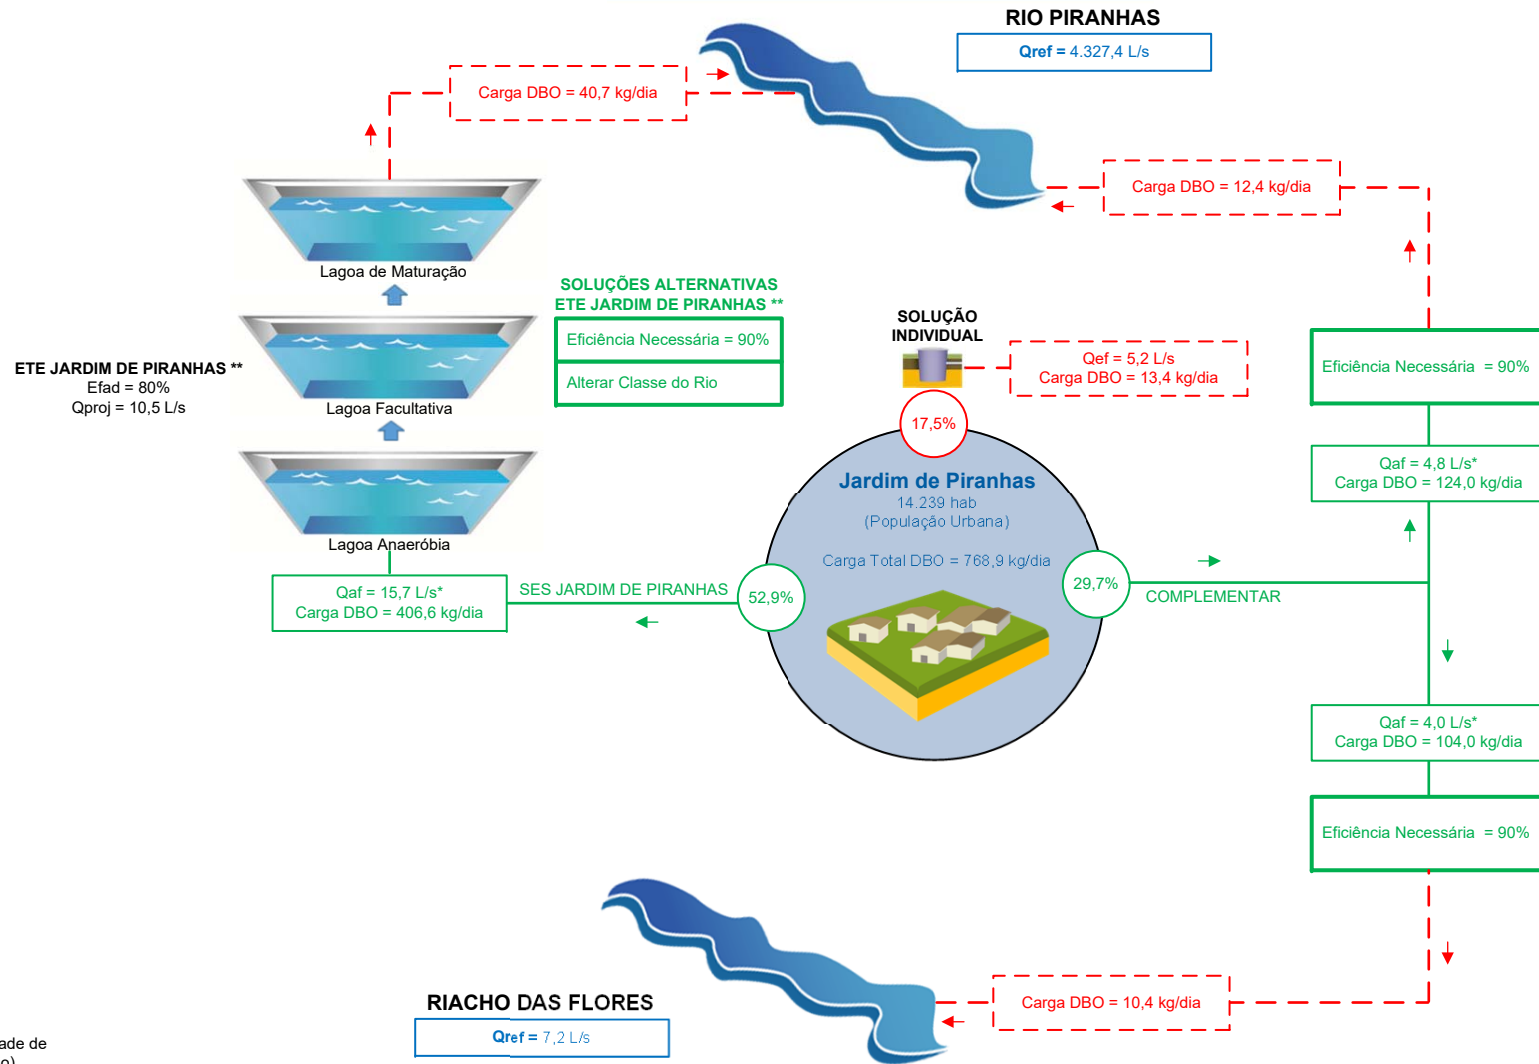 RIO PIRANHAS
Qref = 4.327,4 L/s
Carga DBO = 40,7 kg/dia
Carga DBO = 12,4 kg/dia
Lagoa de Maturação
SOLUÇÕES ALTERNATIVAS
ETE JARDIM DE PIRANHAS **
Eficiência Necessária = 90%
Alterar Classe do Rio
ETE JARDIM DE PIRANHAS **
Efad = 80%
Qproj = 10,5 L/s
Lagoa Facultativa
SOLUÇÃO
INDIVIDUAL
Qef = 5,2 L/s
Carga DBO = 13,4 kg/dia
Eficiência Necessária = 90%
17,5%
Jardim de Piranhas
14.239 hab
(População Urbana)
Carga Total DBO = 768,9 kg/dia
Qaf = 4,8 L/s*
Carga DBO = 124,0 kg/dia
Lagoa Anaeróbia
Qaf = 15,7 L/s*
Carga DBO = 406,6 kg/dia
SES JARDIM DE PIRANHAS
52,9%
29,7%
COMPLEMENTAR
Qaf = 4,0 L/s*
Carga DBO = 104,0 kg/dia
Eficiência Necessária = 90%
Carga DBO = 10,4 kg/dia
RIACHO DAS FLORES
Qref = 7,2 L/s
ade de
o)